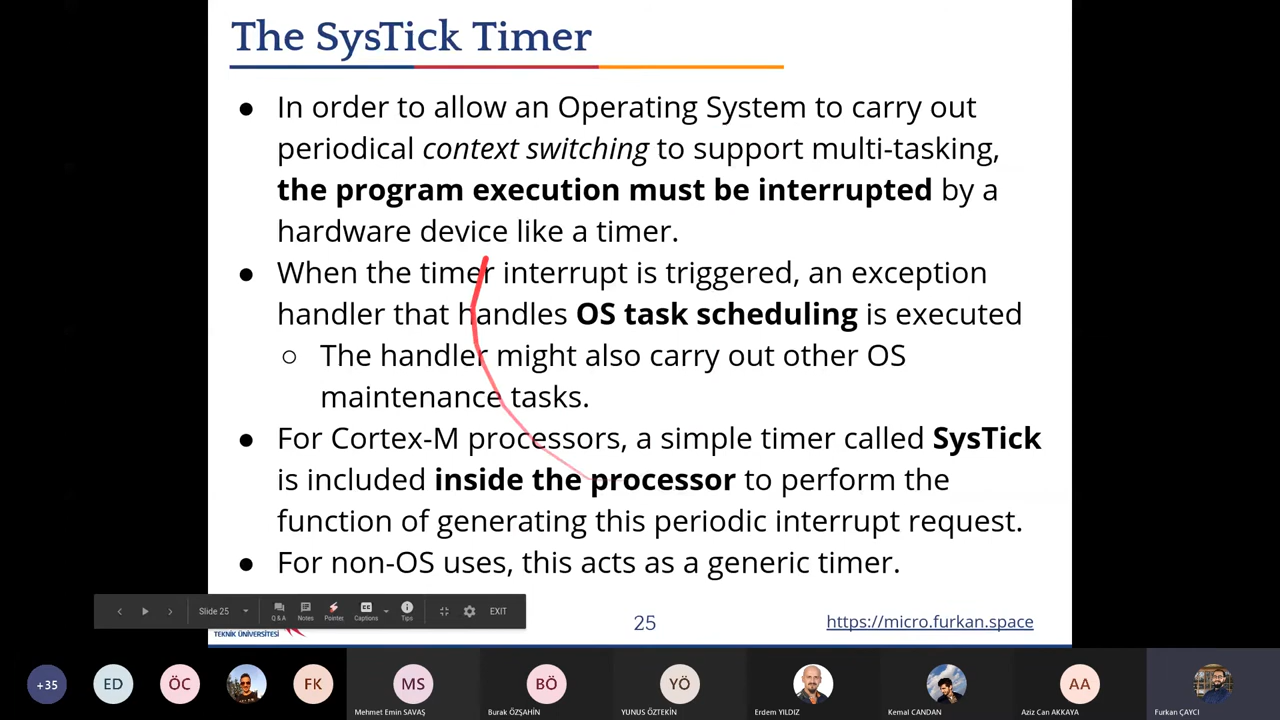 The SysTick Timer
● In order to allow an Operating System to carry out
periodical context switching to support multi-tasking,
the program execution must be interrupted by a
hardware device like a timer.
● When the timer interrupt is triggered, an exception
handler that handles OS task scheduling is executed
○ The handler might also carry out other OS
maintenance tasks.
● For Cortex-M processors, a simple timer called SysTick
is included inside the processor to perform the
function of generating this periodic interrupt request.
● For non-OS uses, this acts as a generic timer.
Slide 25
Q&A
Notes
Pointer
Captions
Tips
EXIT
TEKNİK ÜNİVERSİTESİ
25
https://micro.furkan.space
+35
ED
ÖC
FK
MS
BÖ
YÖ
AA
Mehmet Emin SAVAŞ
Burak ÖZŞAHİN
YUNUS ÖZTEKİN
Erdem YILDIZ
Kemal CANDAN
Aziz Can AKKAYA
Furkan ÇAYCI